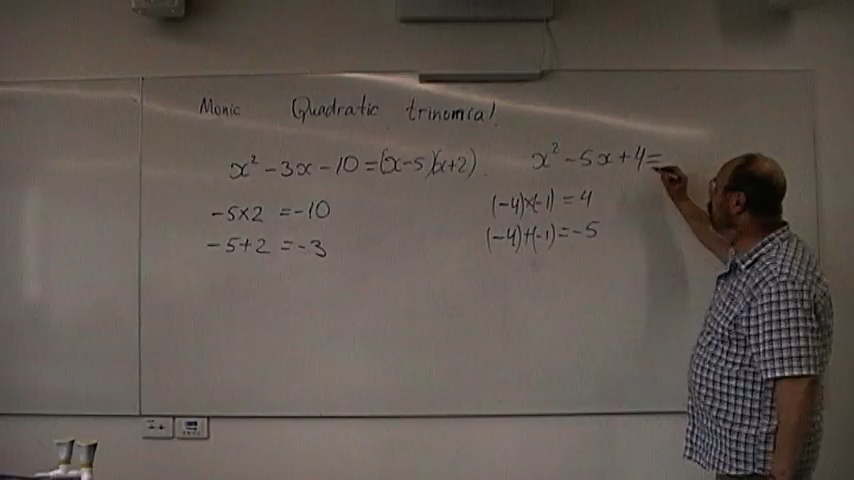 Monic Quadratic trinomial
x² - 3x - 10 = (x-5)(x+2).
-5×2 = -10
-5+2 = -3
x² - 5x + 4 =
(-4)×(-1) = 4
(-4)+(-1) = -5